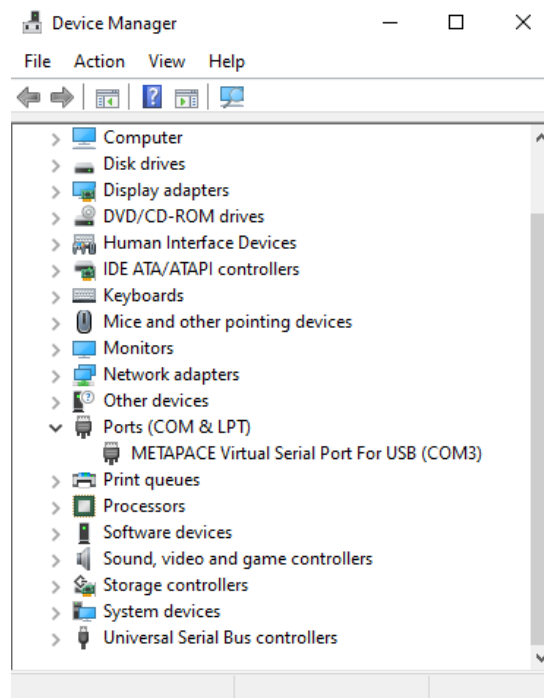 Device Manager
File Action View Help
Computer
Disk drives
Display adapters
DVD/CD-ROM drives
Human Interface Devices
IDE ATA/ATAPI controllers
Keyboards
Mice and other pointing devices
Monitors
Network adapters
Other devices
Ports (COM & LPT)
METAPACE Virtual Serial Port For USB (COM3)
Print queues
Processors
Software devices
Sound, video and game controllers
Storage controllers
System devices
Universal Serial Bus controllers